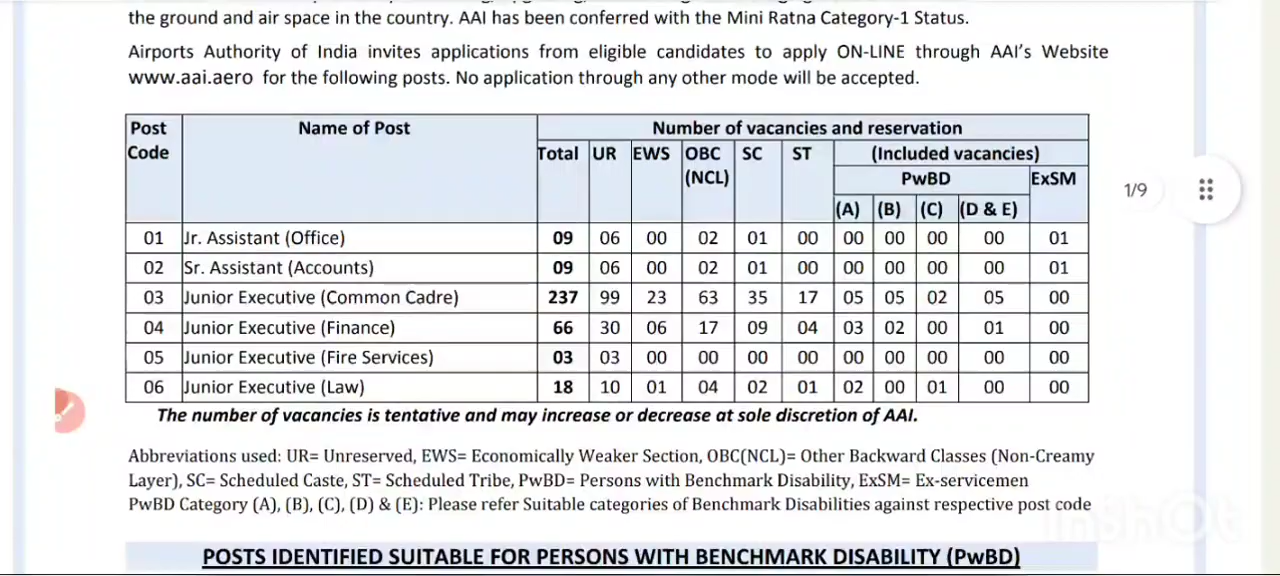 the ground and air space in the country. AAI has been conferred with the Mini Ratna Category-1 Status.
Airports Authority of India invites applications from eligible candidates to apply ON-LINE through AAI's Website
www.aai.aero for the following posts. No application through any other mode will be accepted.
Post Code Name of Post Number of vacancies and reservation
Total UR EWS OBC (NCL) SC ST (Included vacancies)
PwBD ExSM
(A) (B) (C) (D & E)
01 Jr. Assistant (Office) 09 06 00 02 01 00 00 00 00 00 01
02 Sr. Assistant (Accounts) 09 06 00 02 01 00 00 00 00 00 01
03 Junior Executive (Common Cadre) 237 99 23 63 35 17 05 05 02 05 00
04 Junior Executive (Finance) 66 30 06 17 09 04 03 02 00 01 00
05 Junior Executive (Fire Services) 03 03 00 00 00 00 00 00 00 00 00
06 Junior Executive (Law) 18 10 01 04 02 01 02 00 01 00 00
The number of vacancies is tentative and may increase or decrease at sole discretion of AAI.
Abbreviations used: UR= Unreserved, EWS= Economically Weaker Section, OBC(NCL)= Other Backward Classes (Non-Creamy
Layer), SC= Scheduled Caste, ST= Scheduled Tribe, PwBD= Persons with Benchmark Disability, ExSM= Ex-servicemen
PwBD Category (A), (B), (C), (D) & (E): Please refer Suitable categories of Benchmark Disabilities against respective post code
POSTS IDENTIFIED SUITABLE FOR PERSONS WITH BENCHMARK DISABILITY (PwBD)
1/9
InShOt